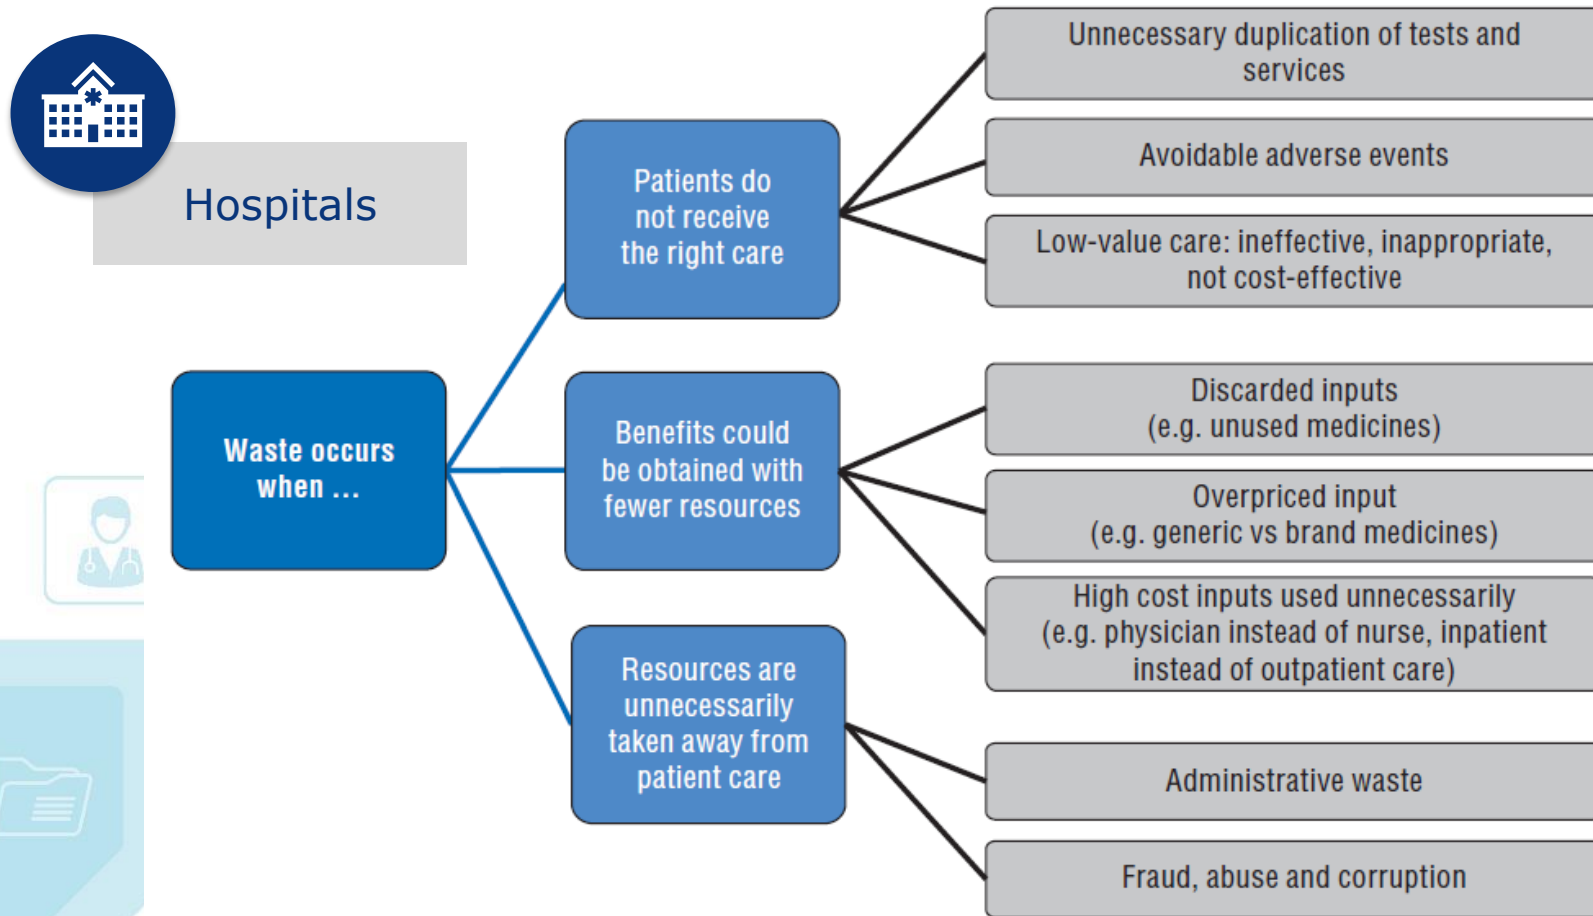 Hospitals
Waste occurs
when ...
Patients do
not receive
the right care
Unnecessary duplication of tests and
services
Avoidable adverse events
Low-value care: ineffective, inappropriate,
not cost-effective
Benefits could
be obtained with
fewer resources
Discarded inputs
(e.g. unused medicines)
Overpriced input
(e.g. generic vs brand medicines)
High cost inputs used unnecessarily
(e.g. physician instead of nurse, inpatient
instead of outpatient care)
Resources are
unnecessarily
taken away from
patient care
Administrative waste
Fraud, abuse and corruption